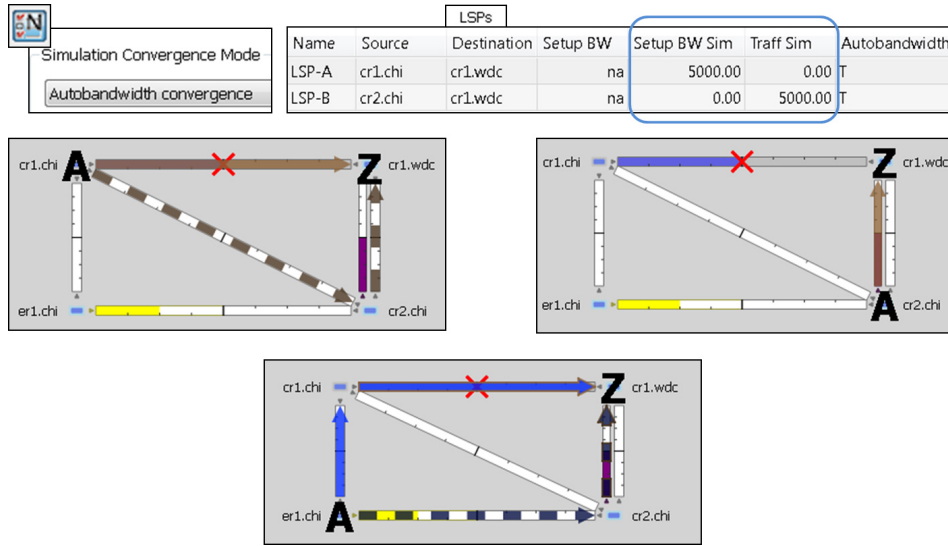 N
Simulation Convergence Mode
Autobandwidth convergence
LSPs
Name Source Destination Setup BW Setup BW Sim Traff Sim Autobandwidth
LSP-A cr1.chi cr1.wdc na 5000.00 0.00 T
LSP-B cr2.chi cr1.wdc na 0.00 5000.00 T
cr1.chi A Z cr1.wdc
er1.chi cr2.chi
cr1.chi Z cr1.wdc
er1.chi A cr2.chi
cr1.chi Z cr1.wdc
er1.chi A cr2.chi